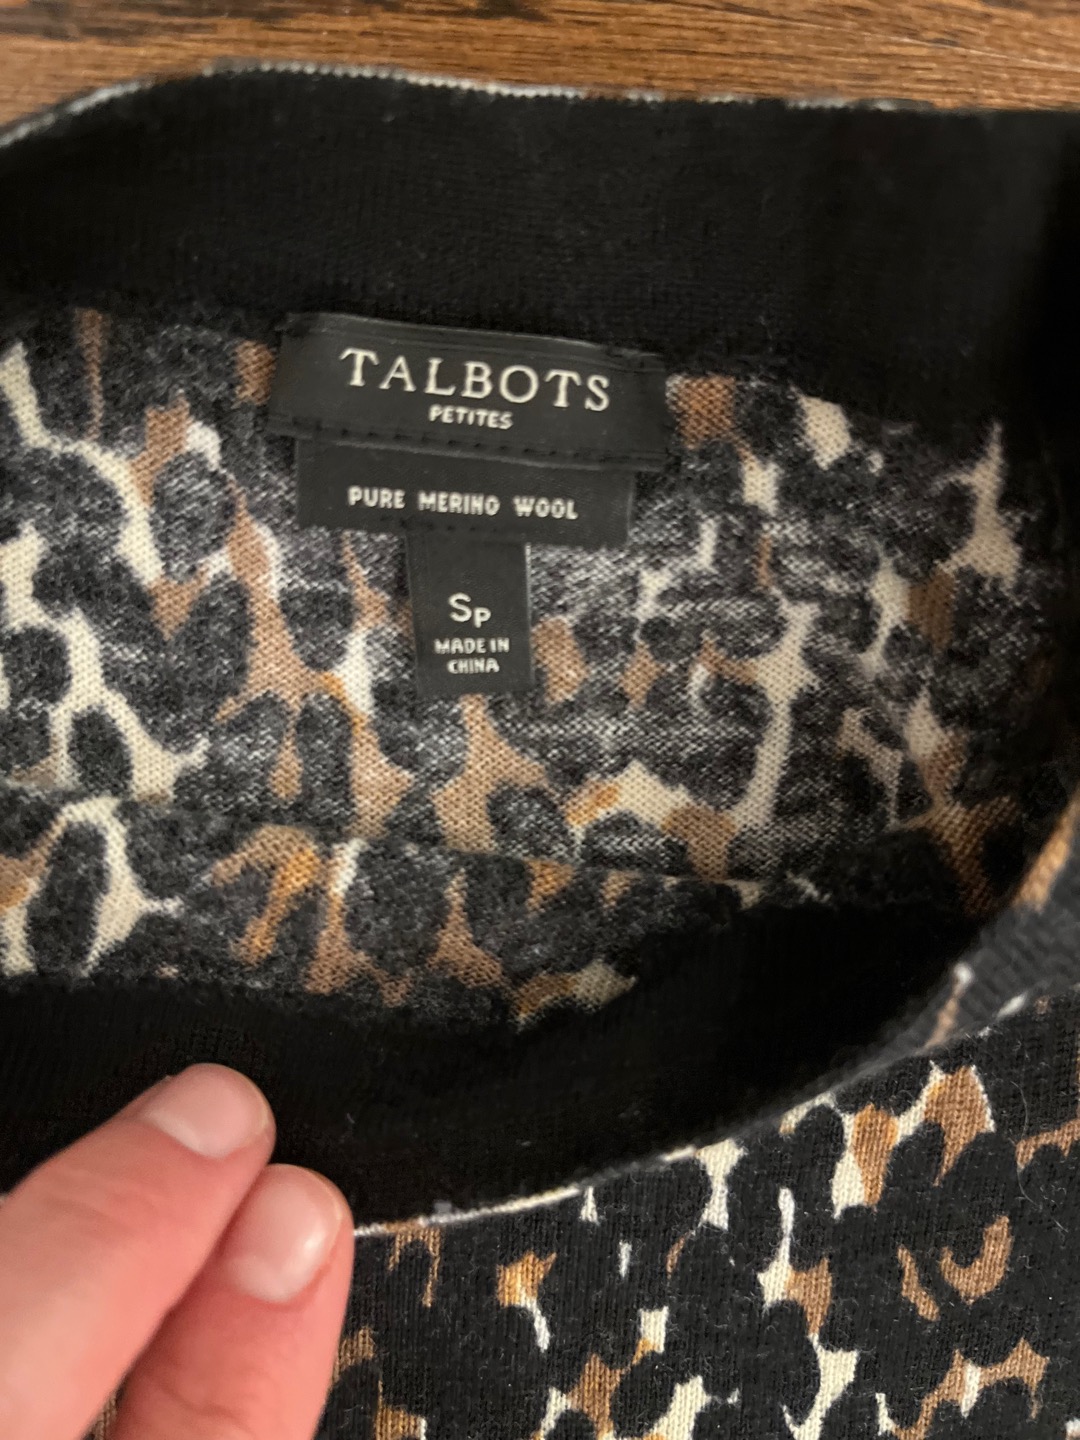 TALBOTS
PETITES
PURE MERINO WOOL
SP
MADE IN
CHINA